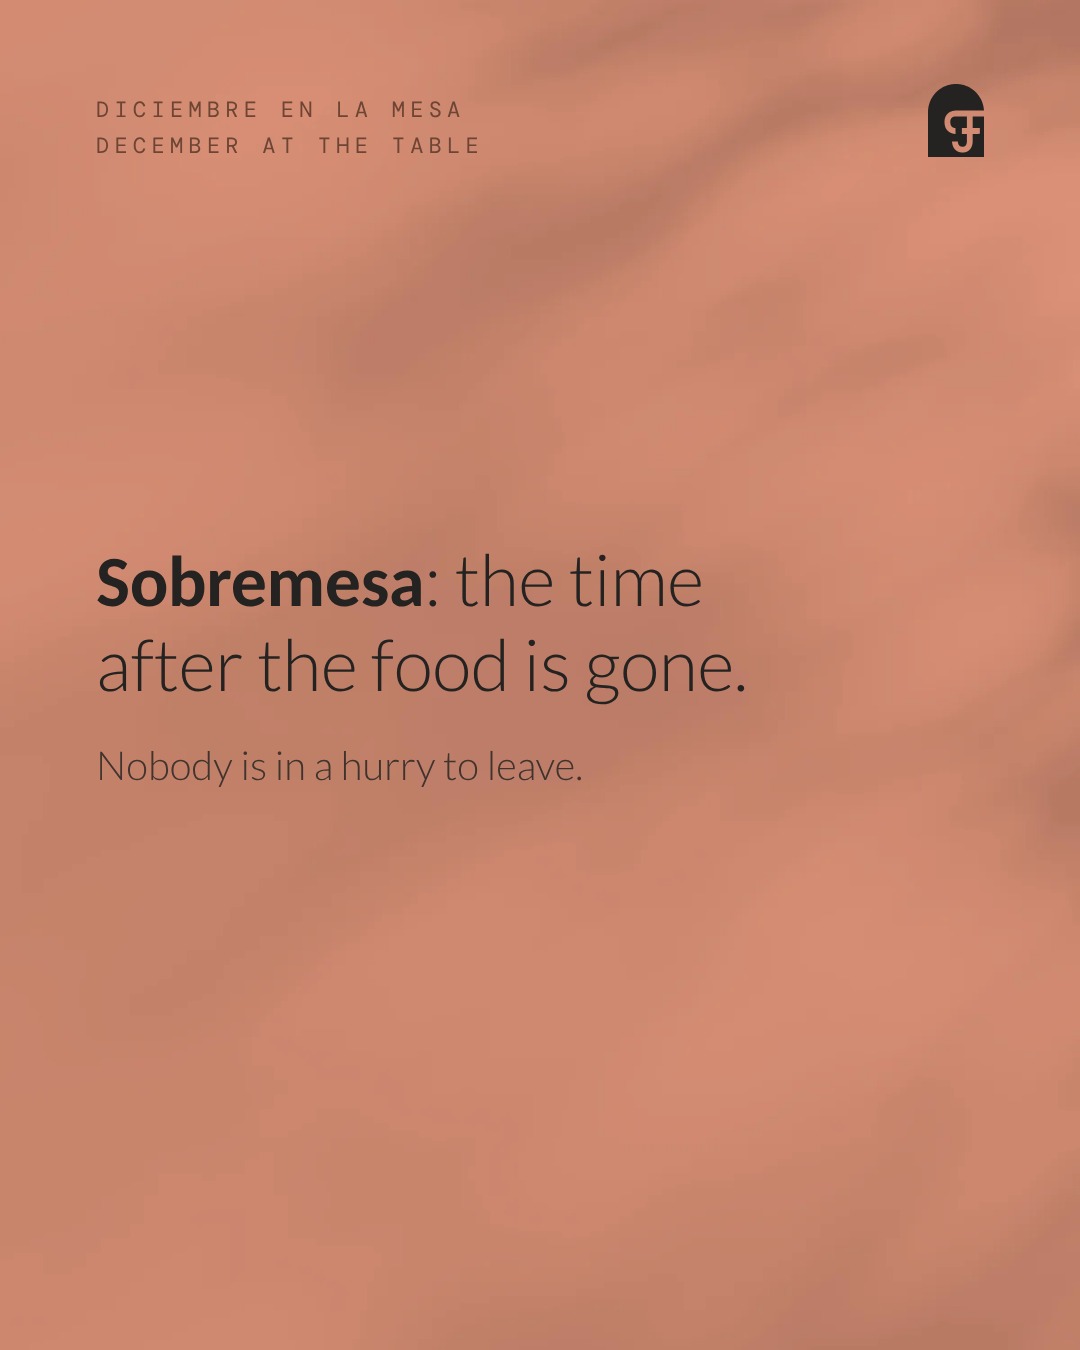 DICIEMBRE EN LA MESA
DECEMBER AT THE TABLE
Sobremesa: the time
after the food is gone.
Nobody is in a hurry to leave.